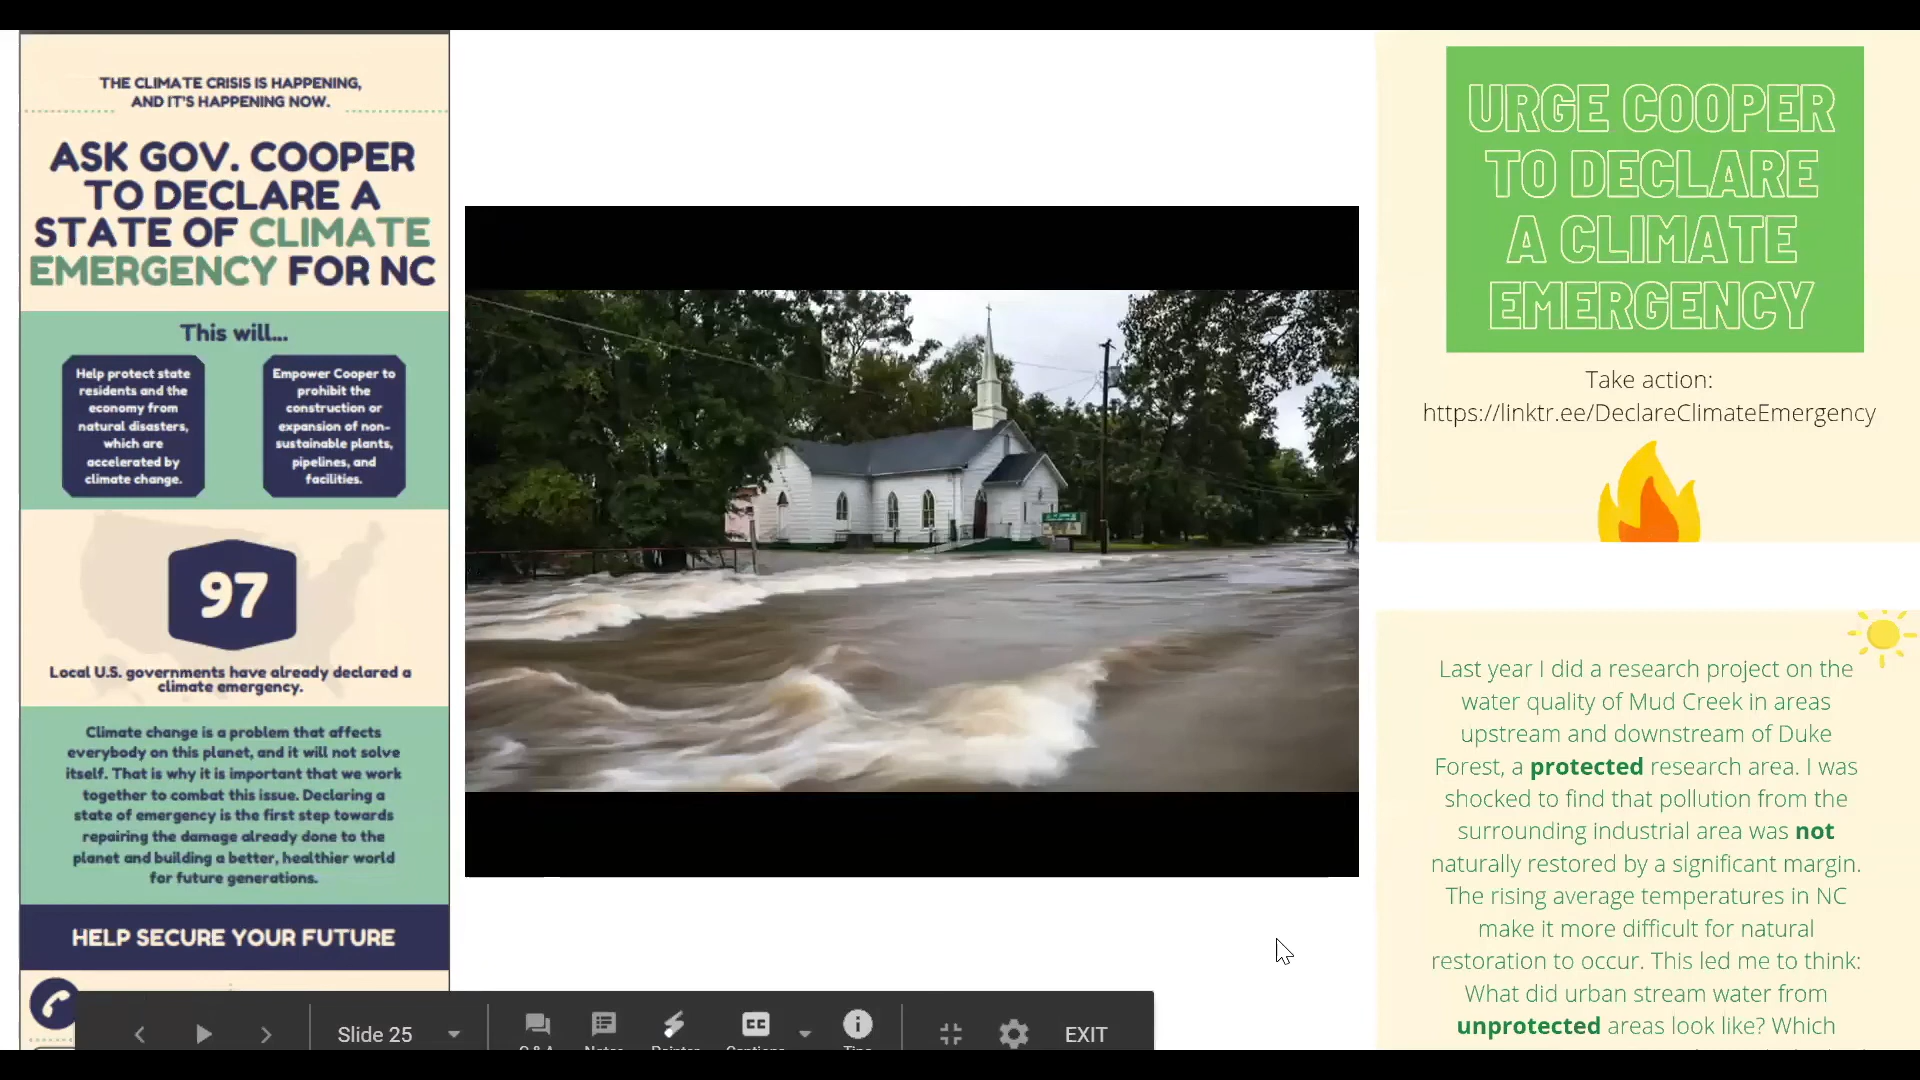 THE CLIMATE CRISIS IS HAPPENING,
AND IT'S HAPPENING NOW.
ASK GOV. COOPER
TO DECLARE A
STATE OF CLIMATE
EMERGENCY FOR NC
This will...
Help protect state
residents and the
economy from
natural disasters,
which are
accelerated by
climate change.
Empower Cooper to
prohibit the
construction or
expansion of non-
sustainable plants,
pipelines, and
facilities.
97
Local U.S. governments have already declared a
climate emergency.
Climate change is a problem that affects
everybody on this planet, and it will not solve
itself. That is why it is important that we work
together to combat this issue. Declaring a
state of emergency is the first step towards
repairing the damage already done to the
planet and building a better, healthier world
for future generations.
HELP SECURE YOUR FUTURE
URGE COOPER
TO DECLARE
A CLIMATE
EMERGENCY
Take action:
https://linktr.ee/DeclareClimateEmergency
Last year I did a research project on the
water quality of Mud Creek in areas
upstream and downstream of Duke
Forest, a protected research area. I was
shocked to find that pollution from the
surrounding industrial area was not
naturally restored by a significant margin.
The rising average temperatures in NC
make it more difficult for natural
restoration to occur. This led me to think:
What did urban stream water from
unprotected areas look like? Which
Slide 25
CC
EXIT